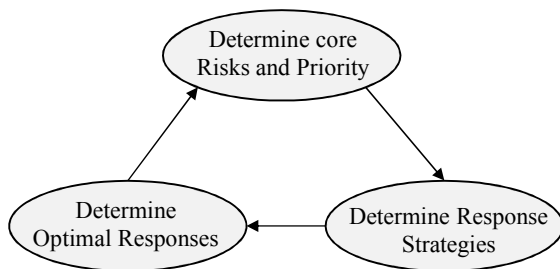 Determine core
Risks and Priority
Determine
Optimal Responses
Determine Response
Strategies